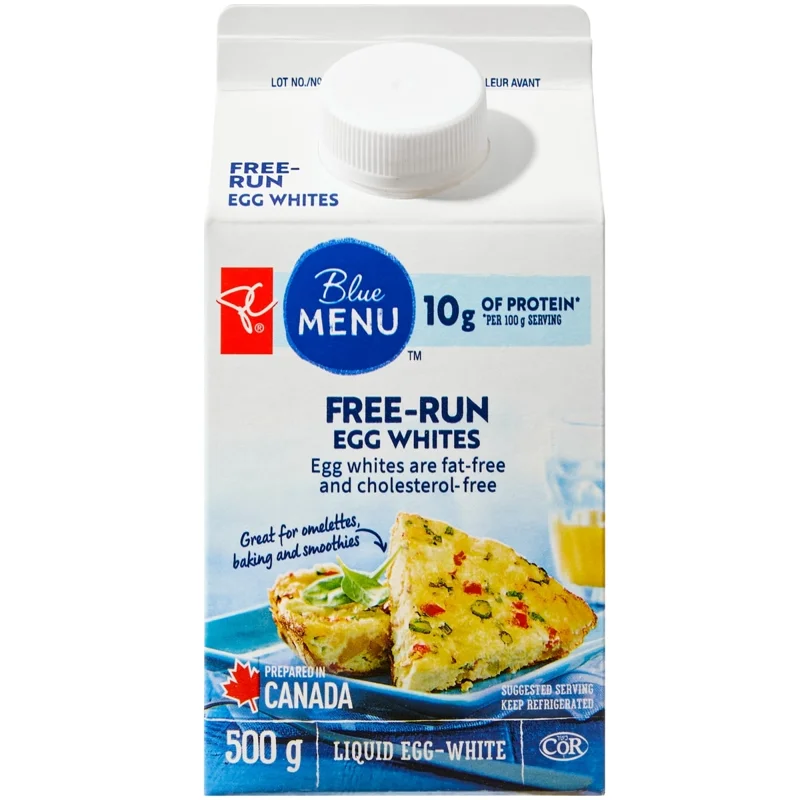 LOT NO./Nº
LEUR AVANT
FREE-
RUN
EGG WHITES
Blue
MENU
TM
PC
®
10g
OF PROTEIN*
*PER 100 g SERVING
FREE-RUN
EGG WHITES
Egg whites are fat-free
and cholesterol-free
Great for omelettes,
baking and smoothies
PREPARED IN
CANADA
SUGGESTED SERVING
KEEP REFRIGERATED
500 g
LIQUID EGG-WHITE
COR